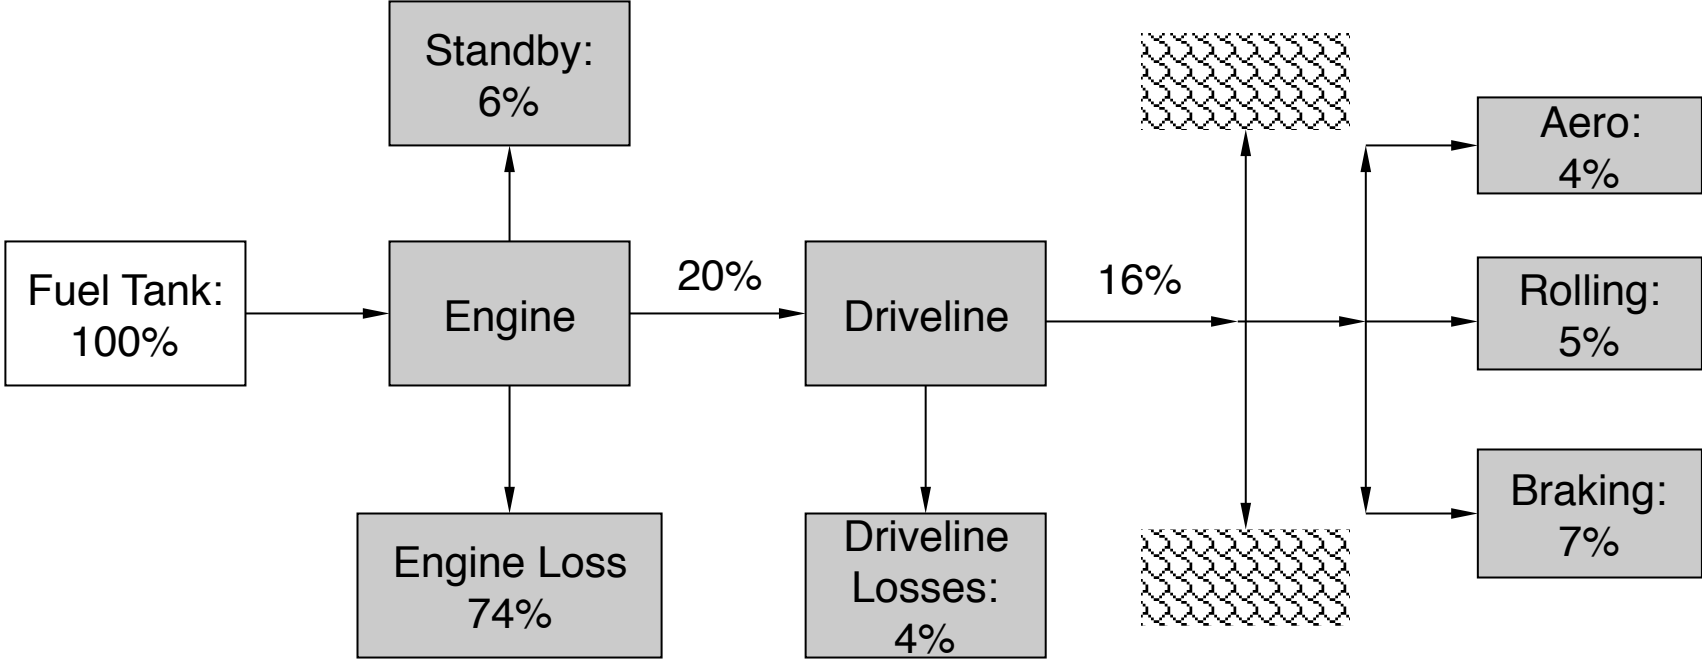 Standby:
6%
Fuel Tank:
100%
Engine
20%
Driveline
16%
Aero:
4%
Rolling:
5%
Braking:
7%
Engine Loss
74%
Driveline
Losses:
4%